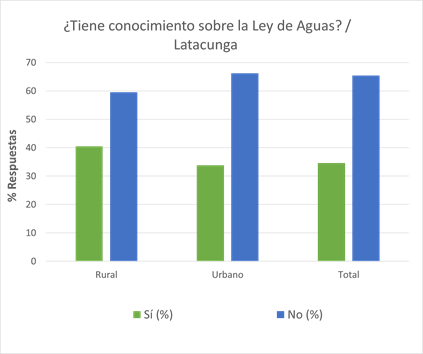 ¿Tiene conocimiento sobre la Ley de Aguas? /
Latacunga
% Respuestas
70
60
50
40
30
20
10
0
Rural Urbano Total
Sí (%) No (%)